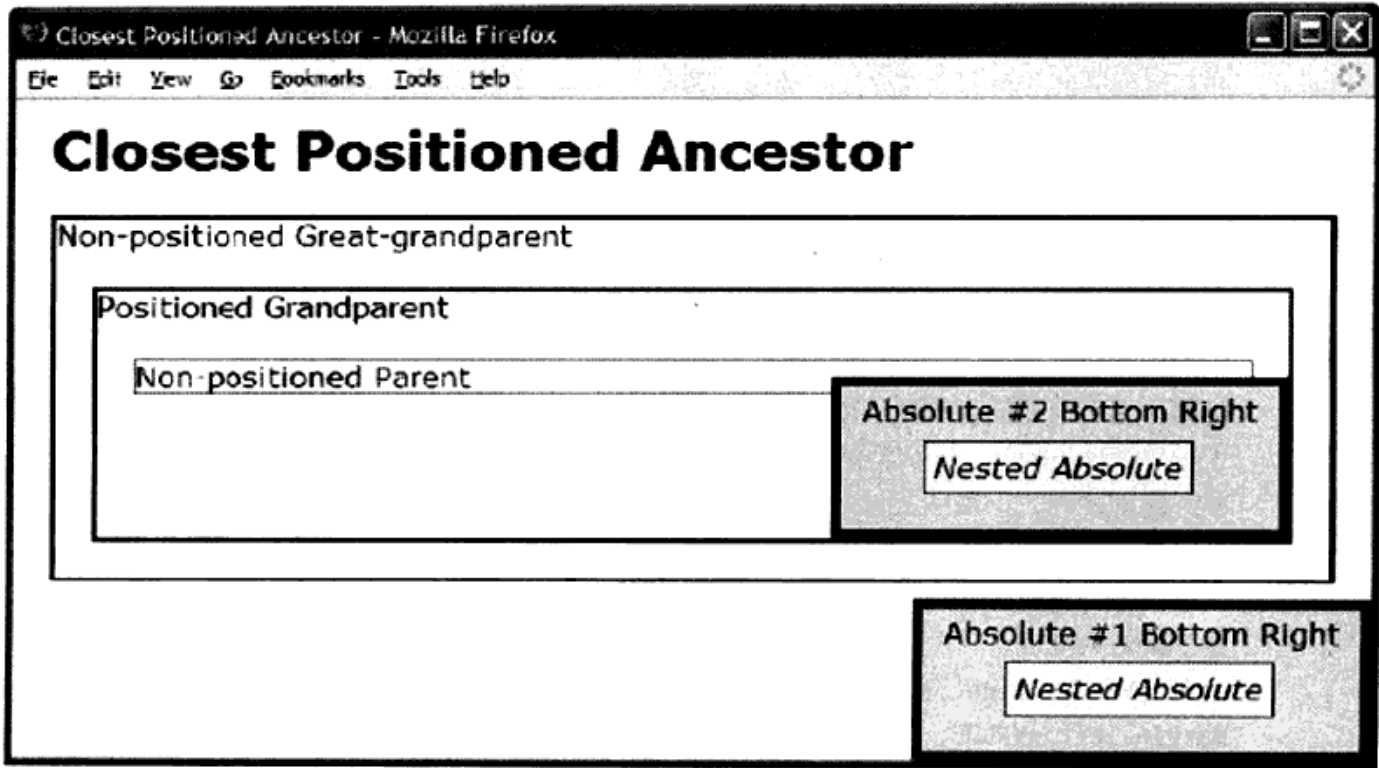 Closest Positioned Ancestor - Mozilla Firefox
File Edit View Go Bookmarks Tools Help
Closest Positioned Ancestor
Non-positioned Great-grandparent
Positioned Grandparent
Non-positioned Parent
Absolute #2 Bottom Right
Nested Absolute
Absolute #1 Bottom Right
Nested Absolute